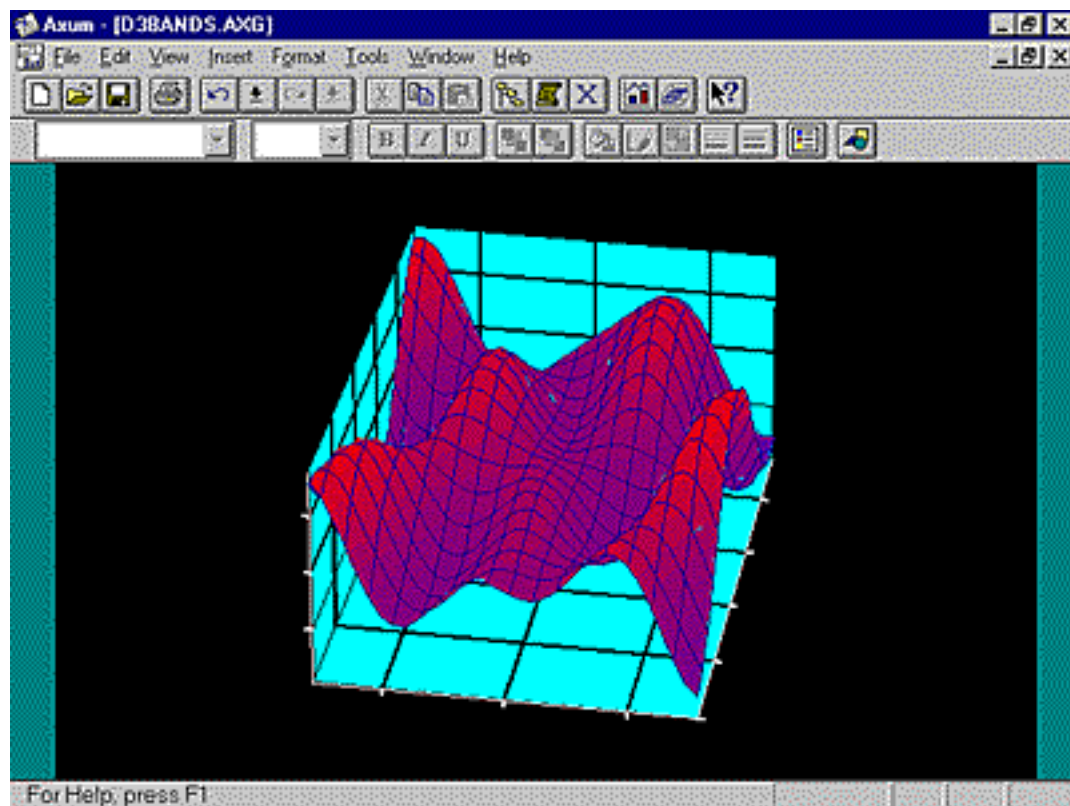 Axum - [D3BANDS.AXG]
File Edit View Insert Format Tools Window Help
B I U
For Help, press F1